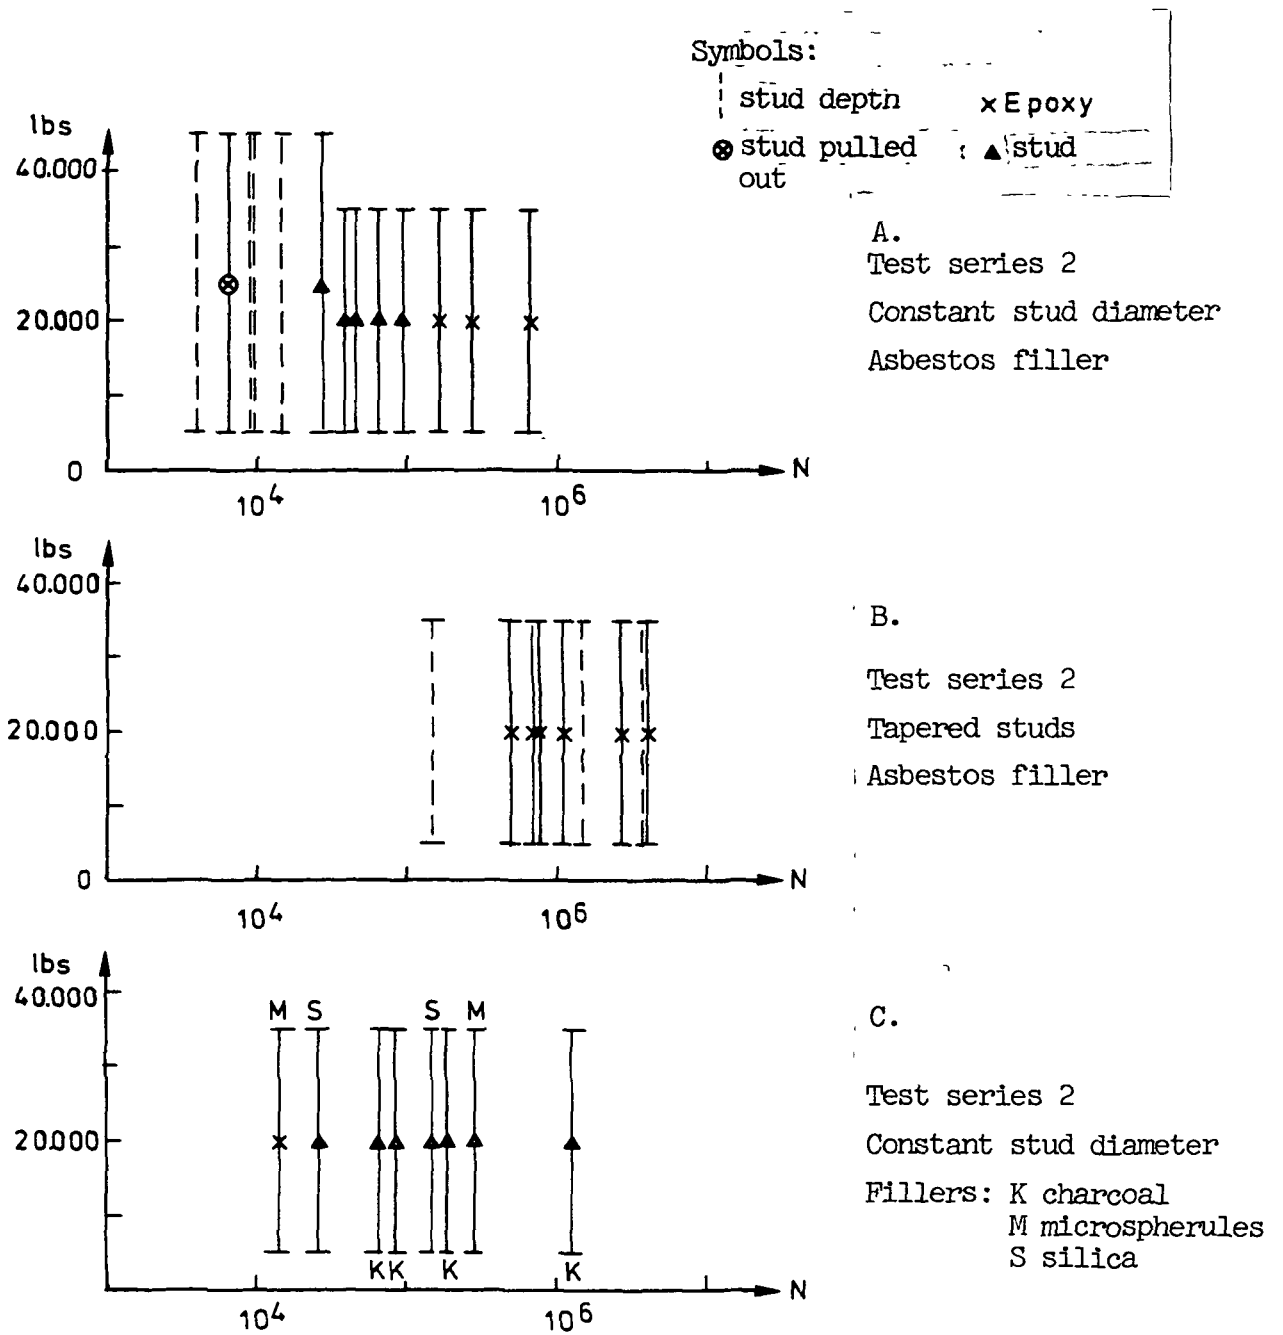 Symbols:
stud depth
x Epoxy
stud pulled out
stud
lbs
40.000
20.000
0
N
10^4
10^6
A.
Test series 2
Constant stud diameter
Asbestos filler
lbs
40.000
20.000
0
N
10^4
10^6
B.
Test series 2
Tapered studs
Asbestos filler
lbs
40.000
M
S
S
M
20.000
K
K
K
K
N
10^4
10^6
C.
Test series 2
Constant stud diameter
Fillers: K charcoal
M microspherules
S silica